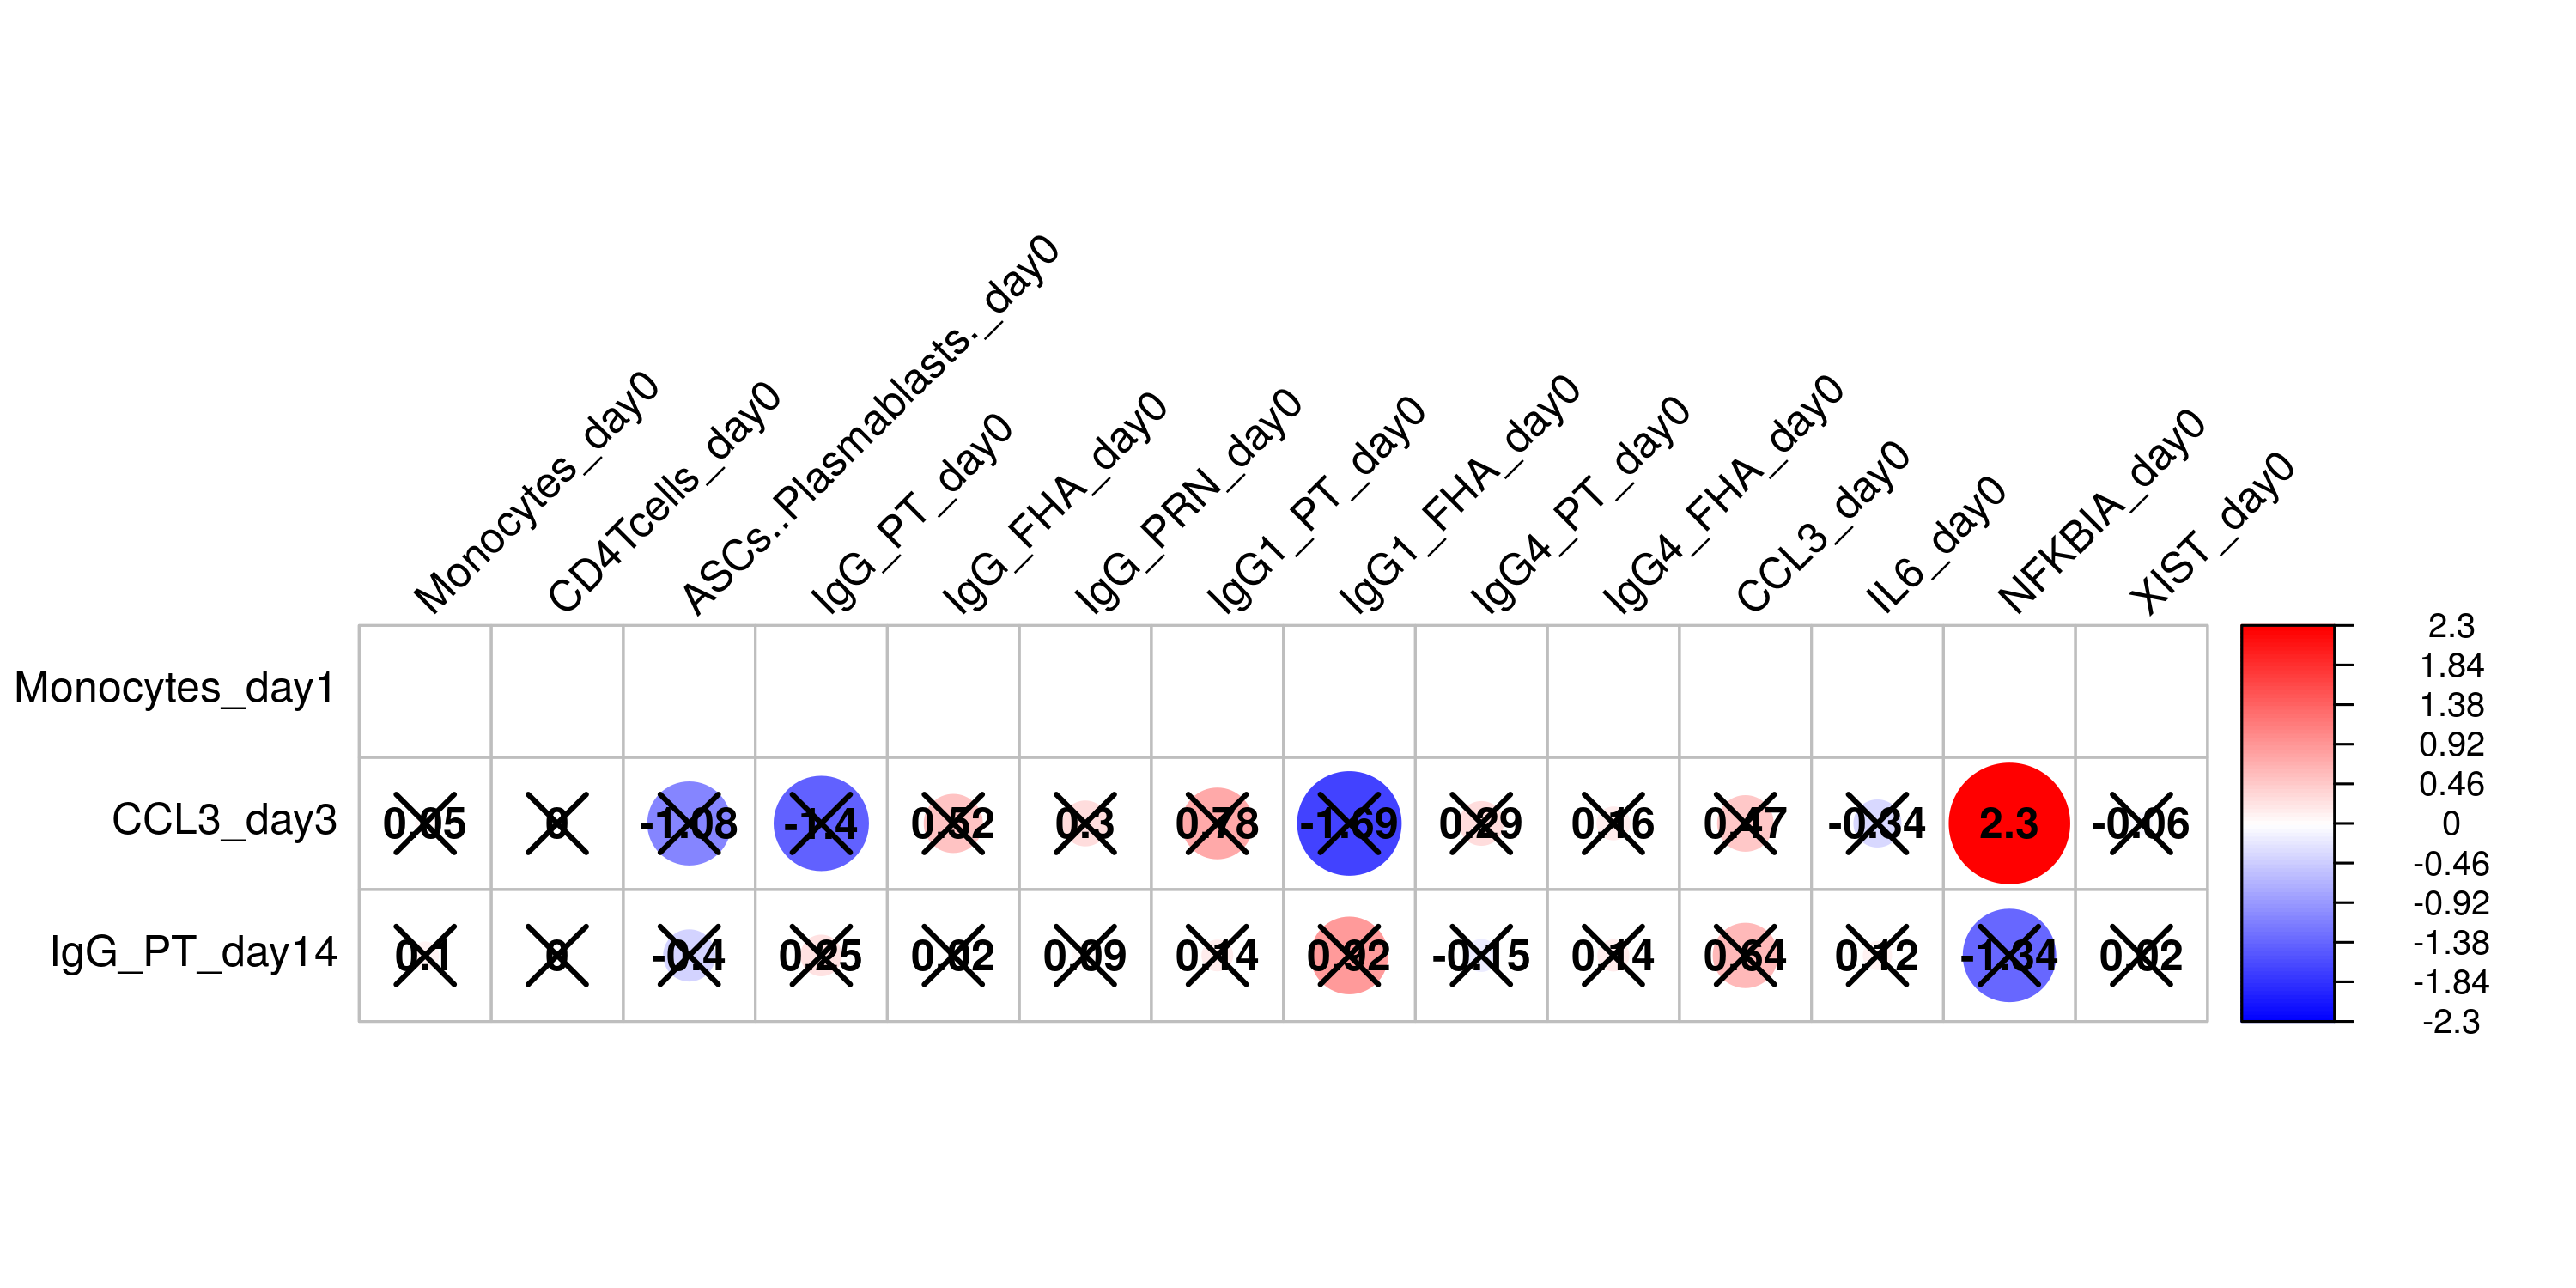 Monocytes_day0
CD4Tcells_day0
ASCs..Plasmablasts._day0
IgG_PT_day0
IgG_FHA_day0
IgG_PRN_day0
IgG1_PT_day0
IgG1_FHA_day0
IgG4_PT_day0
IgG4_FHA_day0
CCL3_day0
IL6_day0
NFKBIA_day0
XIST_day0
Monocytes_day1
CCL3_day3 0.05 0 -1.08 -1.4 0.52 0.3 0.78 -1.69 0.29 0.16 0.47 -0.34 2.3 -0.06
IgG_PT_day14 0.1 0 -0.4 0.25 0.02 0.09 0.14 0.92 -0.15 0.14 0.64 0.12 -1.34 0.02
2.3
1.84
1.38
0.92
0.46
0
-0.46
-0.92
-1.38
-1.84
-2.3